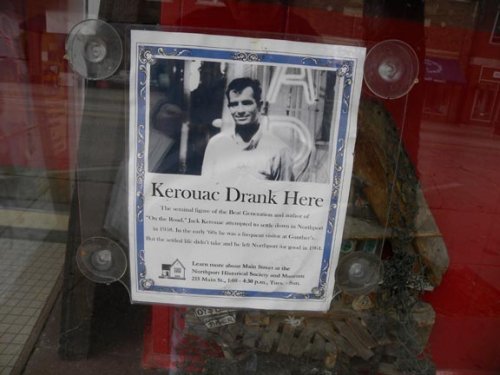 Kerouac Drank Here
The seminal figure of the Beat Generation and author of
"On the Road," Jack Kerouac attempted to settle down in Northport
in 1958. In the early '60s he was a frequent visitor at Gunther's.
But the settled life didn't take and he left Northport for good in 1964.
Learn more about Main Street at the
Northport Historical Society and Museum
215 Main St., 1:00 - 4:30 p.m., Tues. - Sun.